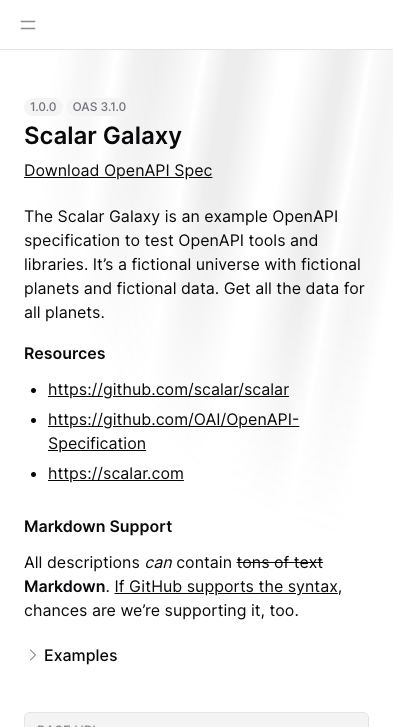 1.0.0 OAS 3.1.0
Scalar Galaxy
Download OpenAPI Spec
The Scalar Galaxy is an example OpenAPI
specification to test OpenAPI tools and
libraries. It’s a fictional universe with fictional
planets and fictional data. Get all the data for
all planets.
Resources
https://github.com/scalar/scalar
https://github.com/OAI/OpenAPI-
Specification
https://scalar.com
Markdown Support
All descriptions can contain tons of text
Markdown. If GitHub supports the syntax,
chances are we’re supporting it, too.
Examples